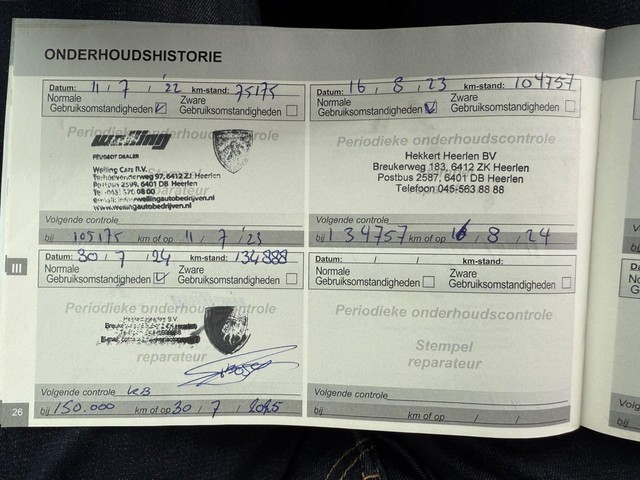 ONDERHOUDSHISTORIE
Datum: 11 / 7 / 22 km-stand: 75175
Normale Gebruiksomstandigheden Zware Gebruiksomstandigheden
Periodieke onderhoudscontrole
welling
PEUGEOT DEALER
Welling Cars B.V.
6412 ZJ Heerlen
Postbus 2599, 6401 DB Heerlen
www.wellingautobedrijven.nl
Volgende controle
bij 105175 km of op 11 / 7 / 23
Datum: 16 / 8 / 23 km-stand: 104757
Normale Gebruiksomstandigheden Zware Gebruiksomstandigheden
Periodieke onderhoudscontrole
Hekkert Heerlen BV
Breukerweg 183, 6412 ZK Heerlen
Postbus 2587, 6401 DB Heerlen
Telefoon 045-563 88 88
Volgende controle
bij 134757 km of op 16 / 8 / 24
Datum: 30 / 7 / 24 km-stand: 134888
Normale Gebruiksomstandigheden Zware Gebruiksomstandigheden
Periodieke onderhoudscontrole
reparateur
Volgende controle
bij 150.000 km of op 30 / 7 / 2025
Datum: / / km-stand:
Normale Gebruiksomstandigheden Zware Gebruiksomstandigheden
Periodieke onderhoudscontrole
Stempel
reparateur
Volgende controle
bij km of op / /
III
26